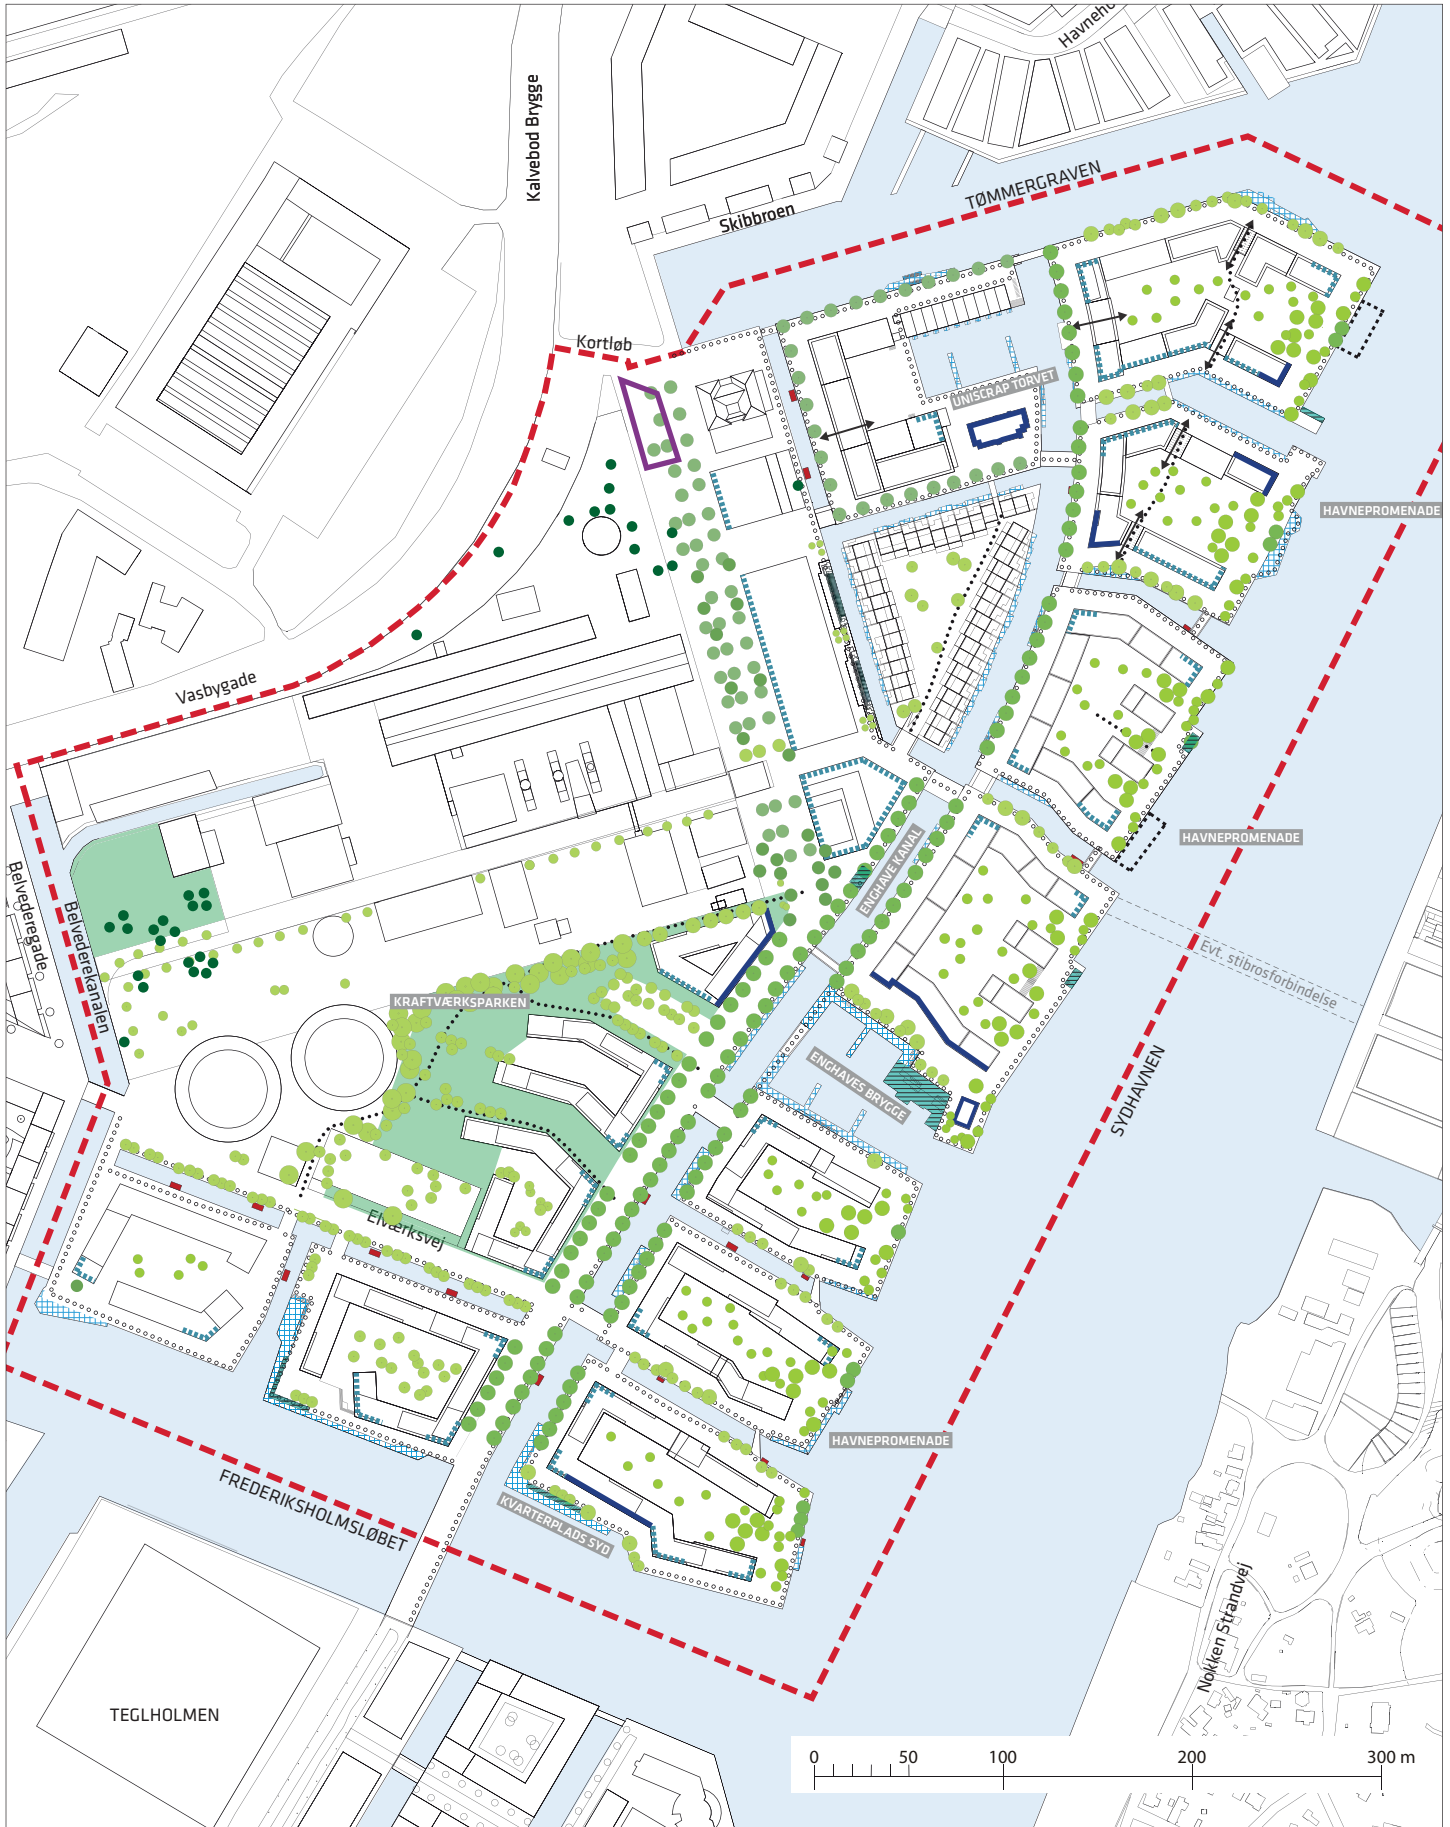 Havneho
Kalvebod Brygge
Skibbroen
TØMMERGRAVEN
Kortløb
UNISCRAP TORVET
HAVNEPROMENADE
Vasbygade
HAVNEPROMENADE
ENGHAVE KANAL
Belvederegade
Belvederekanalen
Evt. stibrosforbindelse
KRAFTVÆRKSPARKEN
ENGHAVES BRYGGE
SYDHAVNEN
Elværksvej
HAVNEPROMENADE
FREDERIKSHOLMSLØBET
KVARTERPLADS SYD
Nokken Strandvej
TEGLHOLMEN
0 50 100 200 300 m